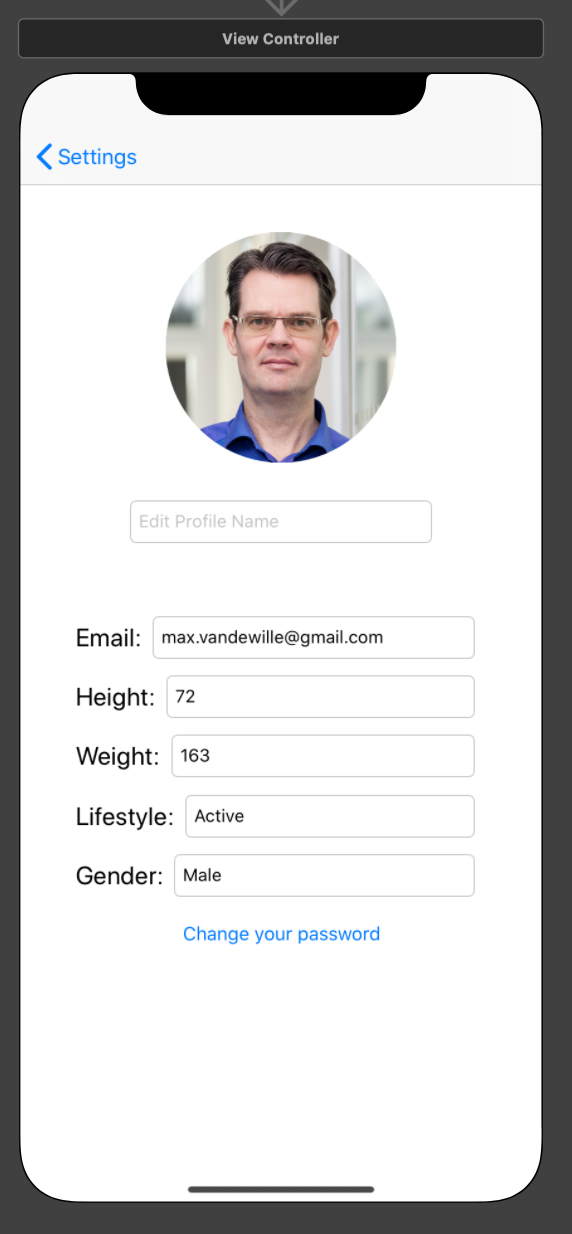 View Controller
Settings
Edit Profile Name
Email: max.vandewille@gmail.com
Height: 72
Weight: 163
Lifestyle: Active
Gender: Male
Change your password